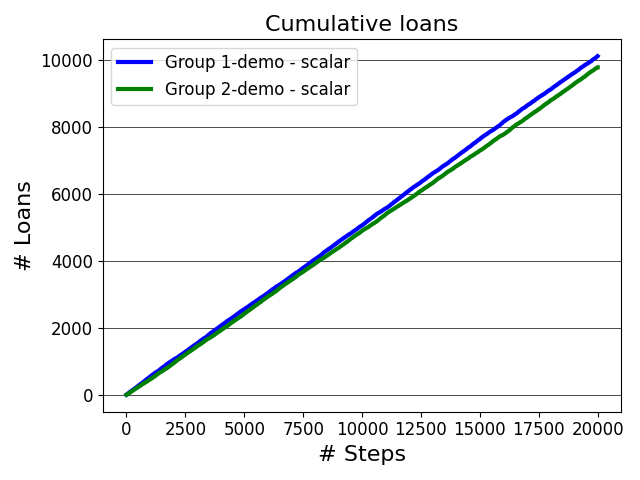 Cumulative loans
Group 1-demo - scalar
Group 2-demo - scalar
# Loans
10000
8000
6000
4000
2000
0
0 2500 5000 7500 10000 12500 15000 17500 20000
# Steps